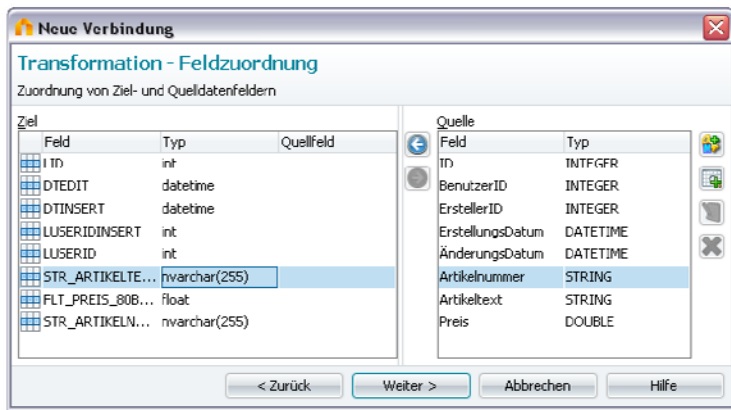 Neue Verbindung
Transformation - Feldzuordnung
Zuordnung von Ziel- und Quelldatenfeldern
Ziel
Quelle
Feld Typ Quellfeld Feld Typ
LID int ID INTEGER
DTEDIT datetime BenutzerID INTEGER
DTINSERT datetime ErstellerID INTEGER
LUSERIDINSERT int ErstellungsDatum DATETIME
LUSERID int ÄnderungsDatum DATETIME
STR_ARTIKELTE... nvarchar(255) Artikelnummer STRING
FLT_PREIS_80B... float Artikeltext STRING
STR_ARTIKELN... nvarchar(255) Preis DOUBLE
< Zurück Weiter > Abbrechen Hilfe